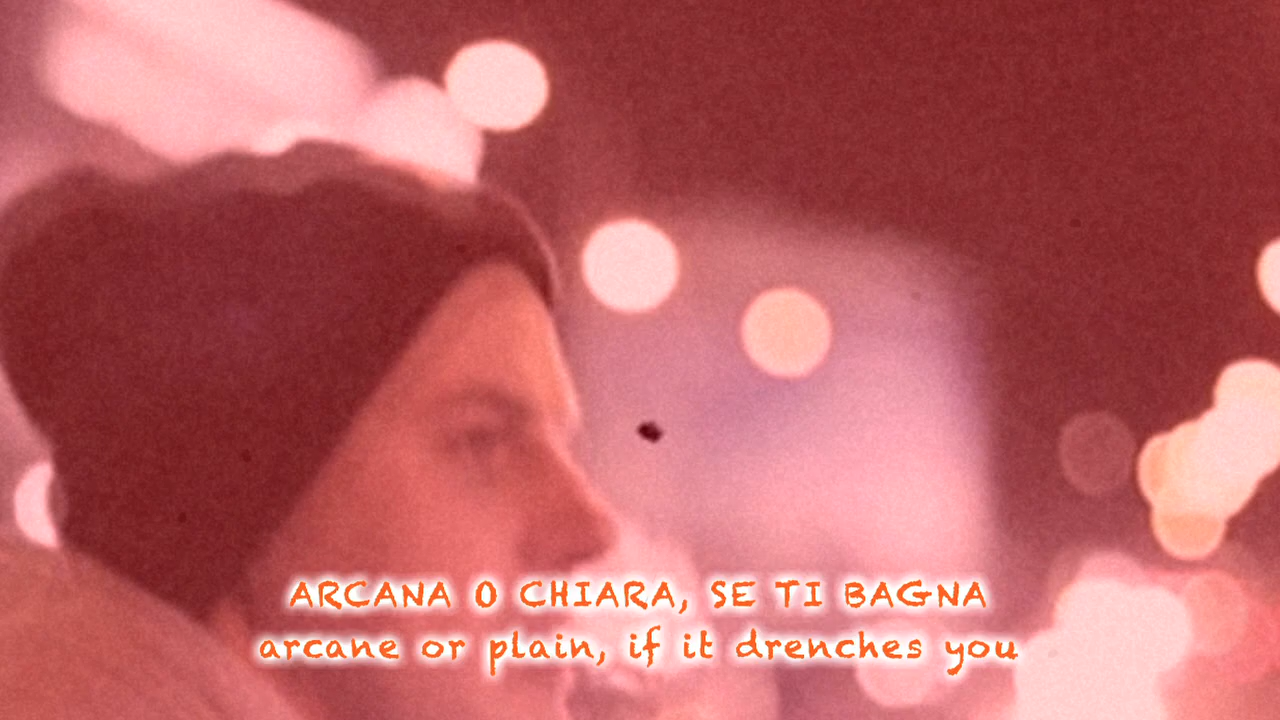 ARCANA O CHIARA, SE TI BAGNA
arcane or plain, if it drenches you